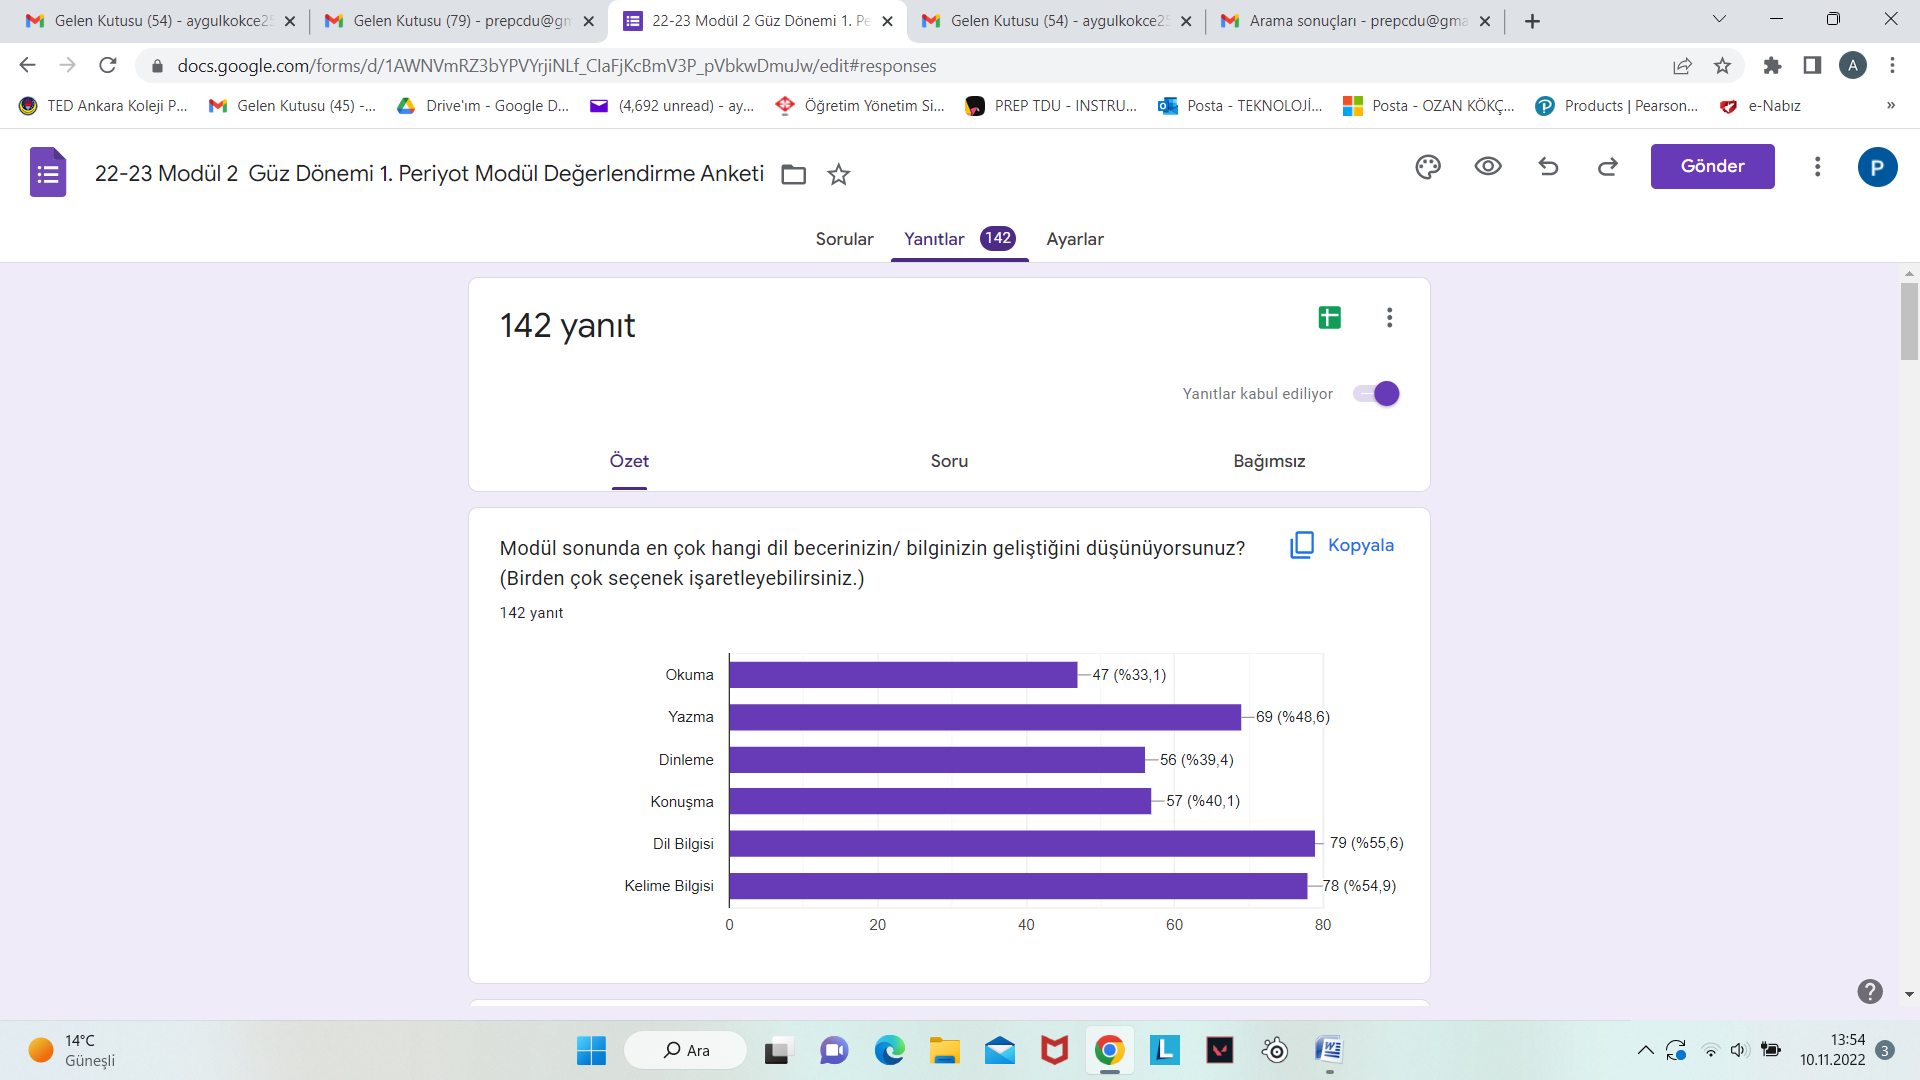 Gelen Kutusu (54) - aygulkokce25
Gelen Kutusu (79) - prepcdu@gm
22-23 Modül 2 Güz Dönemi 1. Pe
Gelen Kutusu (54) - aygulkokce25
Arama sonuçları - prepcdu@gma
docs.google.com/forms/d/1AWNVmRZ3bYPVYrjiNLf_CIaFjKcBmV3P_pVbkwDmuJw/edit#responses
A
TED Ankara Koleji P...
Gelen Kutusu (45) -...
Drive'ım - Google D...
(4,692 unread) - ay...
Öğretim Yönetim Si...
PREP TDU - INSTRU...
Posta - TEKNOLOJİ...
Posta - OZAN KÖKÇ...
Products | Pearson...
e-Nabız
»
22-23 Modül 2 Güz Dönemi 1. Periyot Modül Değerlendirme Anketi
Gönder
P
Sorular
Yanıtlar 142
Ayarlar
142 yanıt
Yanıtlar kabul ediliyor
Özet
Soru
Bağımsız
Modül sonunda en çok hangi dil becerinizin/ bilginizin geliştiğini düşünüyorsunuz?
(Birden çok seçenek işaretleyebilirsiniz.)
Kopyala
142 yanıt
Okuma 47 (%33,1)
Yazma 69 (%48,6)
Dinleme 56 (%39,4)
Konuşma 57 (%40,1)
Dil Bilgisi 79 (%55,6)
Kelime Bilgisi 78 (%54,9)
0 20 40 60 80
14°C
Güneşli
Ara
13:54
10.11.2022
3